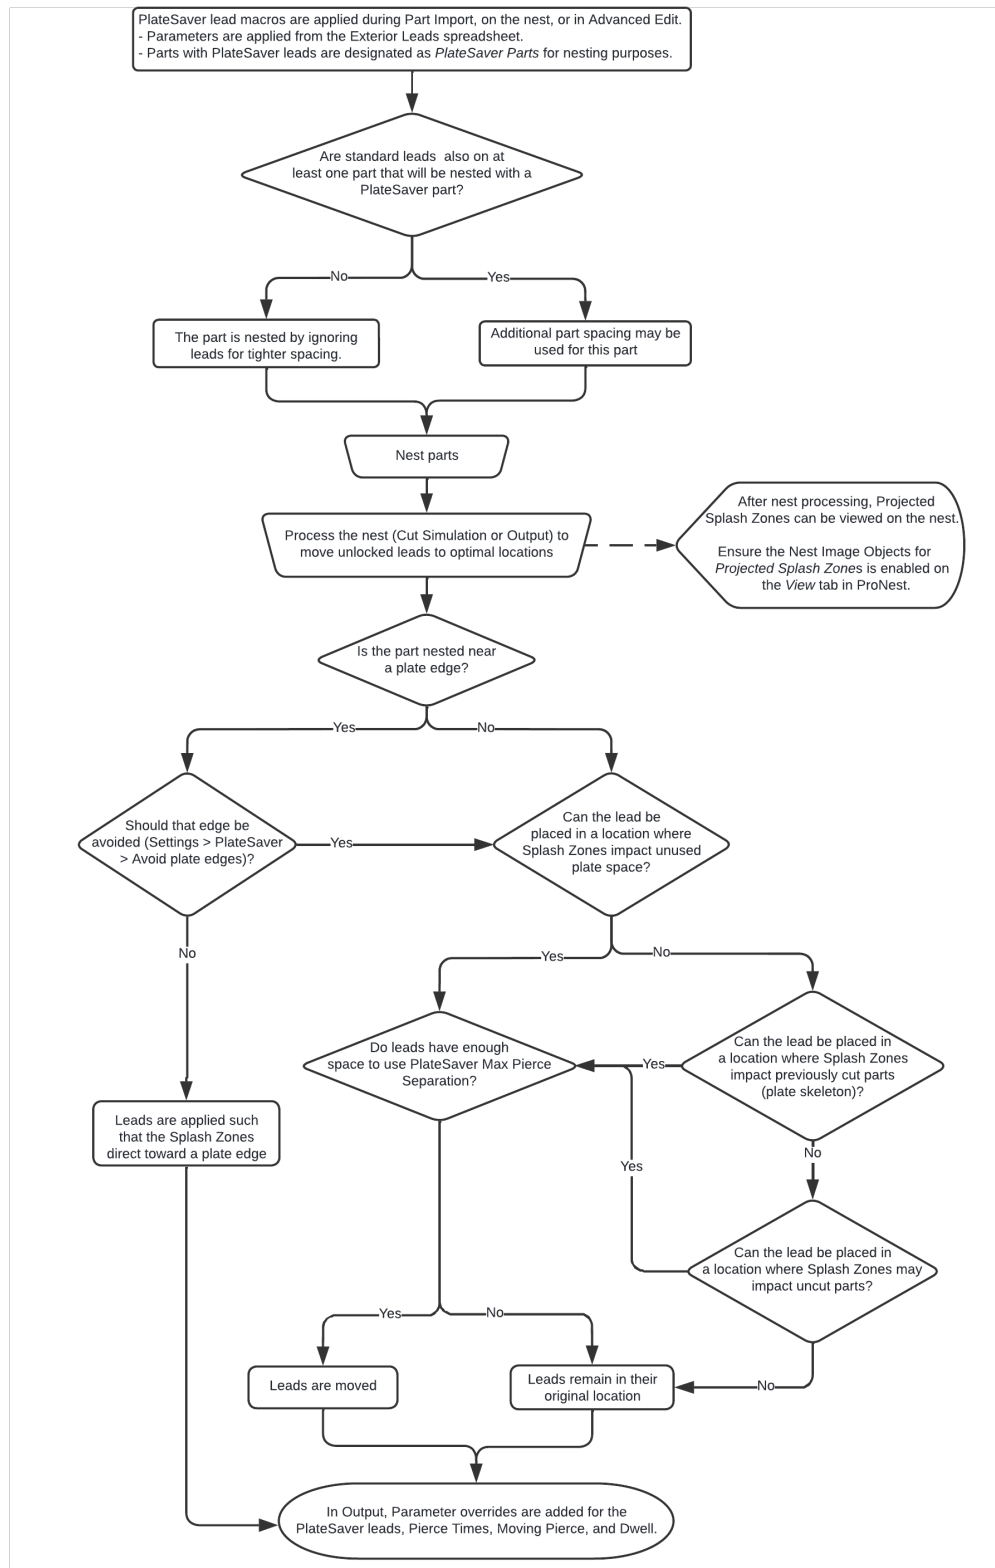 PlateSaver lead macros are applied during Part Import, on the nest, or in Advanced Edit.
- Parameters are applied from the Exterior Leads spreadsheet.
- Parts with PlateSaver leads are designated as PlateSaver Parts for nesting purposes.
Are standard leads also on at
least one part that will be nested with a
PlateSaver part?
No
Yes
The part is nested by ignoring
leads for tighter spacing.
Additional part spacing may be
used for this part
Nest parts
Process the nest (Cut Simulation or Output) to
move unlocked leads to optimal locations
After nest processing, Projected
Splash Zones can be viewed on the nest.
Ensure the Nest Image Objects for
Projected Splash Zones is enabled on
the View tab in ProNest.
Is the part nested near
a plate edge?
Yes
No
Should that edge be
avoided (Settings > PlateSaver
> Avoid plate edges)?
Yes
Can the lead be
placed in a location where
Splash Zones impact unused
plate space?
No
Yes
No
Do leads have enough
space to use PlateSaver Max Pierce
Separation?
Yes
Can the lead be placed in
a location where Splash Zones
impact previously cut parts
(plate skeleton)?
Leads are applied such
that the Splash Zones
direct toward a plate edge
No
Yes
Can the lead be placed in
a location where Splash Zones may
impact uncut parts?
Yes
No
Leads are moved
Leads remain in their
original location
No
In Output, Parameter overrides are added for the
PlateSaver leads, Pierce Times, Moving Pierce, and Dwell.